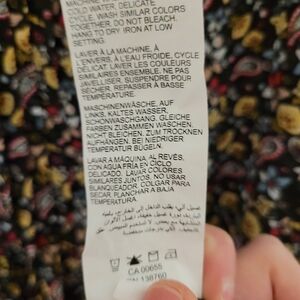 COLD WATER, DELICATE
CYCLE. WASH SIMILAR COLORS
TOGETHER. DO NOT BLEACH.
HANG TO DRY. IRON AT LOW
SETTING.
LAVER À LA MACHINE, À
L'ENVERS, À L'EAU FROIDE, CYCLE
DÉLICAT. LAVER LES COULEURS
SIMILAIRES ENSEMBLE. NE PAS
JAVELLISER. SUSPENDRE POUR
SÉCHER. REPASSER À BASSE
TEMPÉRATURE.
MASCHINENWÄSCHE, AUF
LINKS, KALTES WASSER,
SCHONWASCHGANG. GLEICHE
FARBEN ZUSAMMEN WASCHEN.
NICHT BLEICHEN. ZUM TROCKNEN
AUFHÄNGEN. BEI NIEDRIGER
TEMPERATUR BÜGELN.
LAVAR A MÁQUINA, AL REVÉS,
CON AGUA FRÍA EN CICLO
DELICADO. LAVAR COLORES
SIMILARES JUNTOS. NO USAR
BLANQUEADOR. COLGAR PARA
SECAR. PLANCHAR A BAJA
TEMPERATURA.
CA 00655
138760